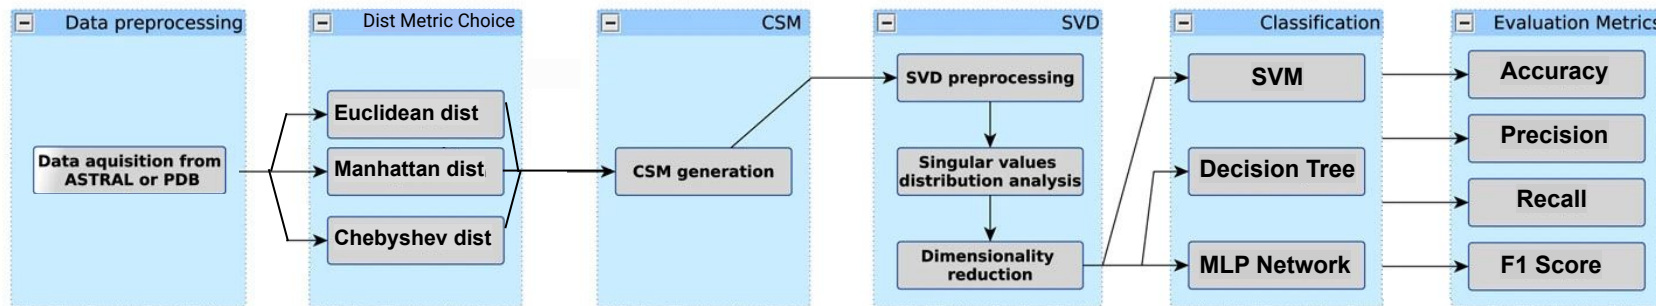 Data preprocessing
Data aquisition from
ASTRAL or PDB
Dist Metric Choice
Euclidean dist
Manhattan dist
Chebyshev dist
CSM
CSM generation
SVD
SVD preprocessing
Singular values
distribution analysis
Dimensionality
reduction
Classification
SVM
Decision Tree
MLP Network
Evaluation Metrics
Accuracy
Precision
Recall
F1 Score